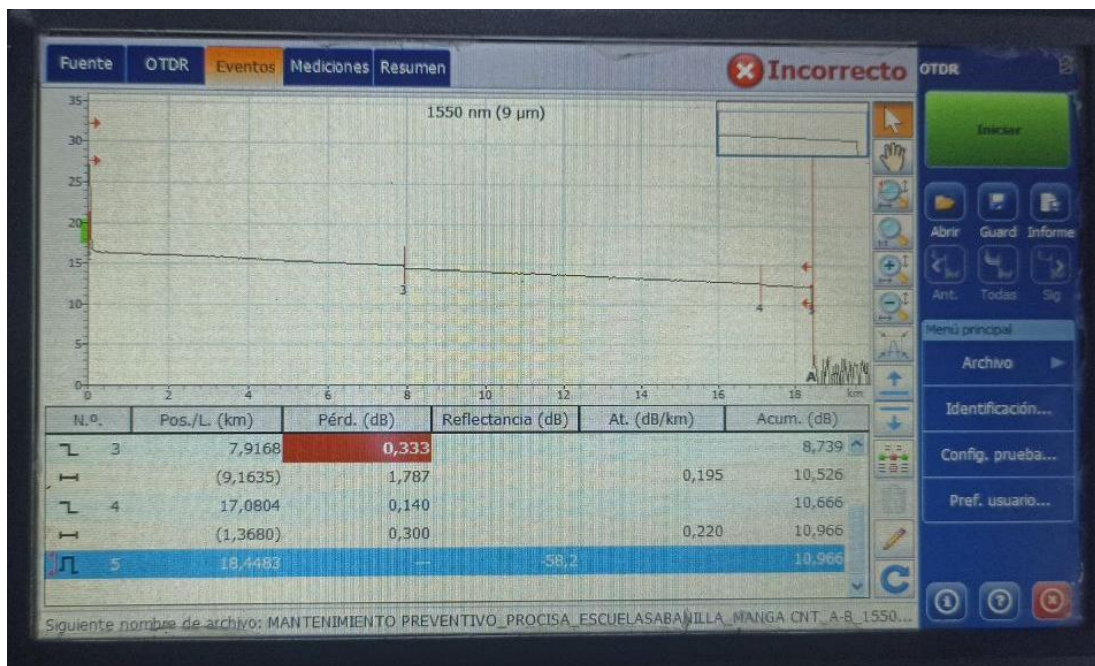 Fuente OTDR Eventos Mediciones Resumen Incorrecto OTDR
1550 nm (9 µm)
35
30
25
20
15
10
5
0
3
4
5
A
0 2 4 6 8 10 12 14 16 18 km
N.º. Pos./L. (km) Pérd. (dB) Reflectancia (dB) At. (dB/km) Acum. (dB)
3 7,9168 0,333 8,739
(9,1635) 1,787 0,195 10,526
4 17,0804 0,140 10,666
(1,3680) 0,300 0,220 10,966
5 18,4483 --- -58,2 10,966
Siguiente nombre de archivo: MANTENIMIENTO PREVENTIVO_PROCISA_ESCUELASABANILLA_MANGA CNT_A-B_1550...
Iniciar
Abrir Guard Informe
Ant. Todas Sig
Menú principal
Archivo
Identificación...
Config. prueba...
Pref. usuario...